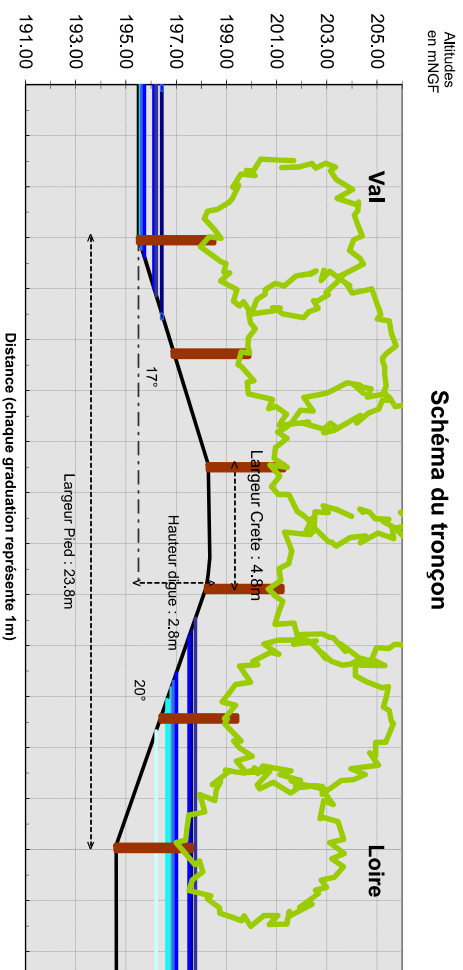 Schéma du tronçon
Altitudes
en mNGF
205.00
203.00
201.00
199.00
197.00
195.00
193.00
191.00
Val
Loire
Largeur Crete : 4.8m
Hauteur digue : 2.8m
17°
20°
Largeur Pied : 23.8m
Distance (chaque graduation représente 1m)